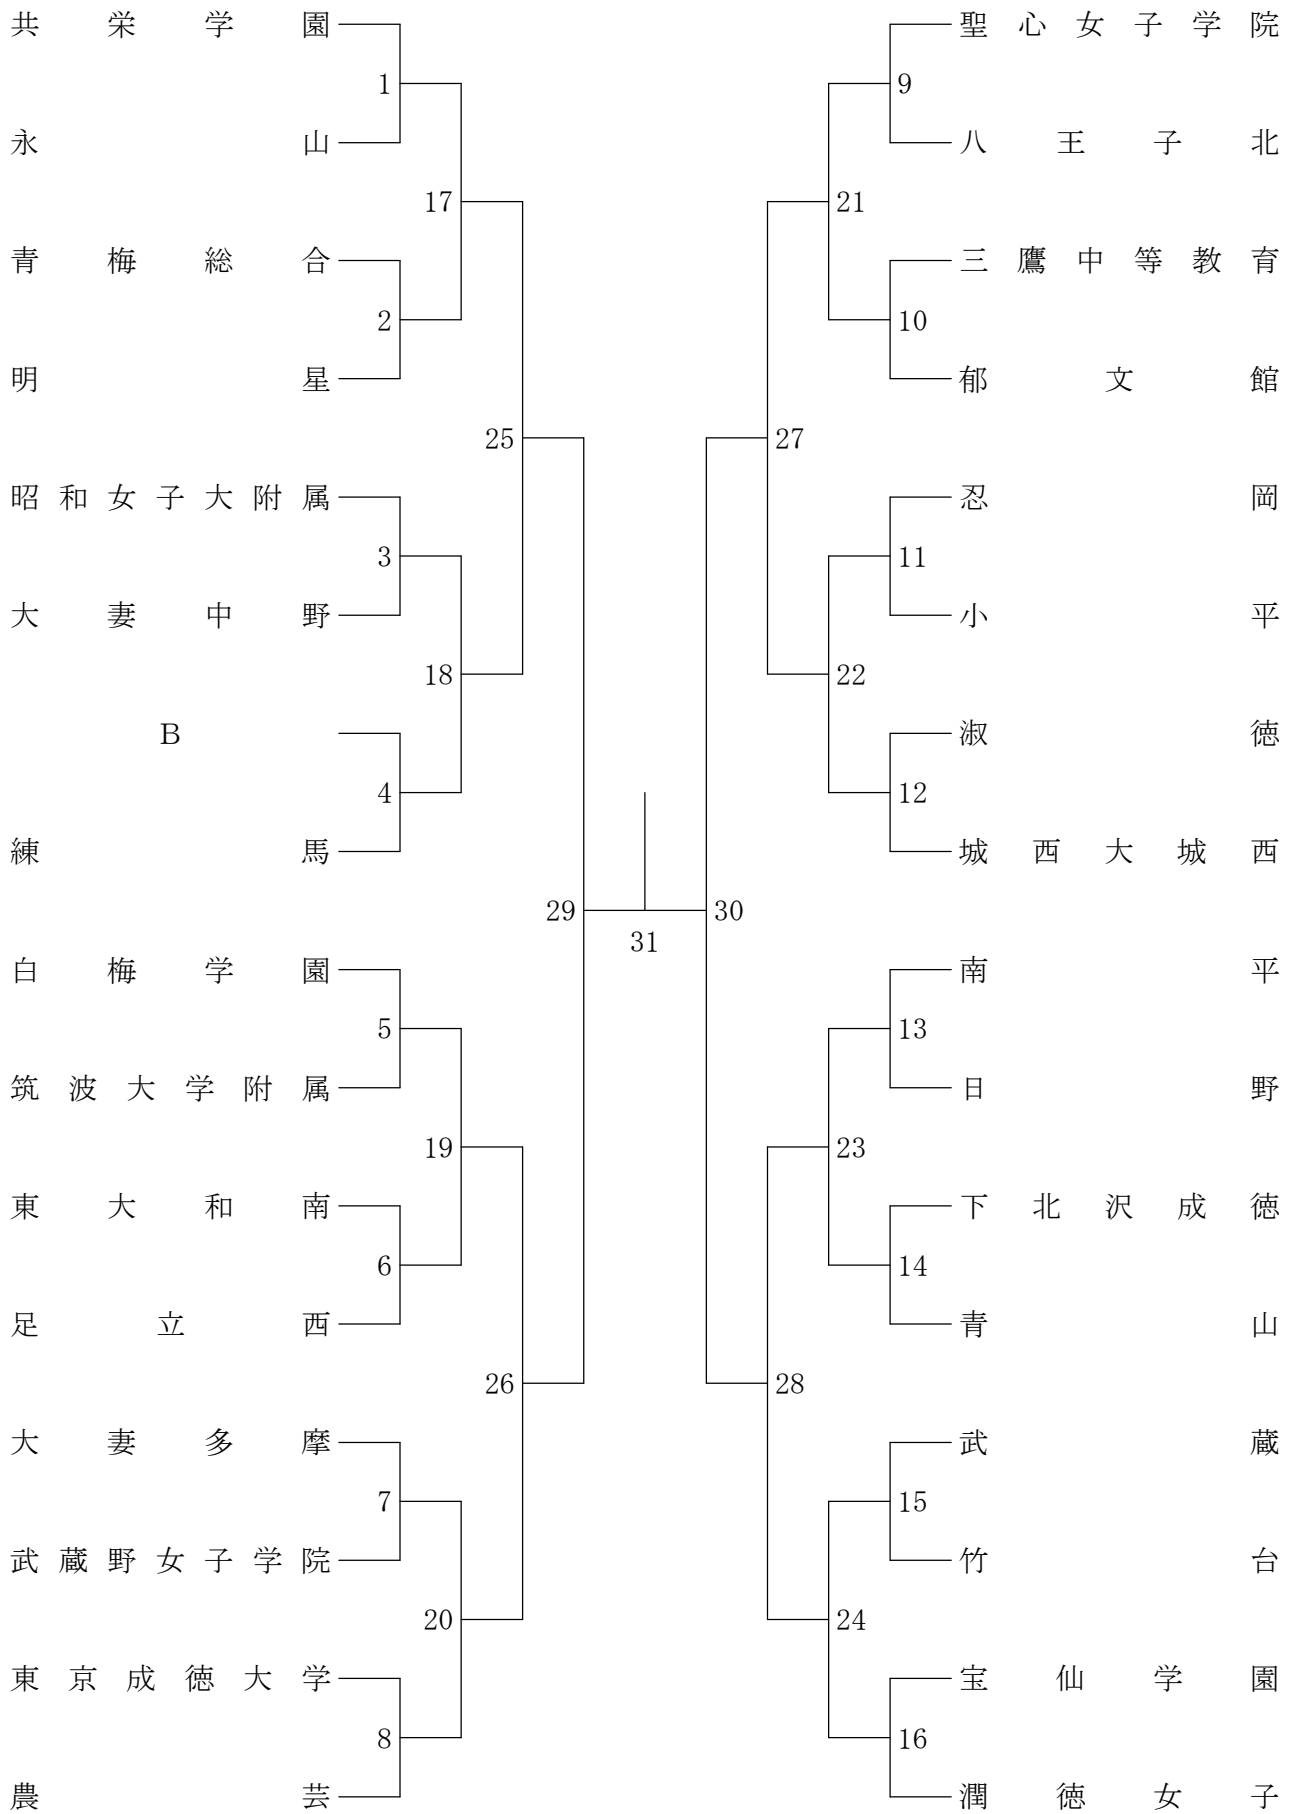 共栄学園
1
永山
17
青梅総合
2
明星
25
昭和女子大附属
3
大妻中野
18
B
4
練馬
29
31
白梅学園
5
筑波大学附属
19
東大和南
6
足立西
26
大妻多摩
7
武蔵野女子学院
20
東京成徳大学
8
農芸
聖心女子学院
9
八王子北
21
三鷹中等教育
10
郁文館
27
忍岡
11
小平
22
淑徳
12
城西大城西
30
南平
13
日野
23
下北沢成徳
14
青山
28
武蔵
15
竹台
24
宝仙学園
16
潤徳女子